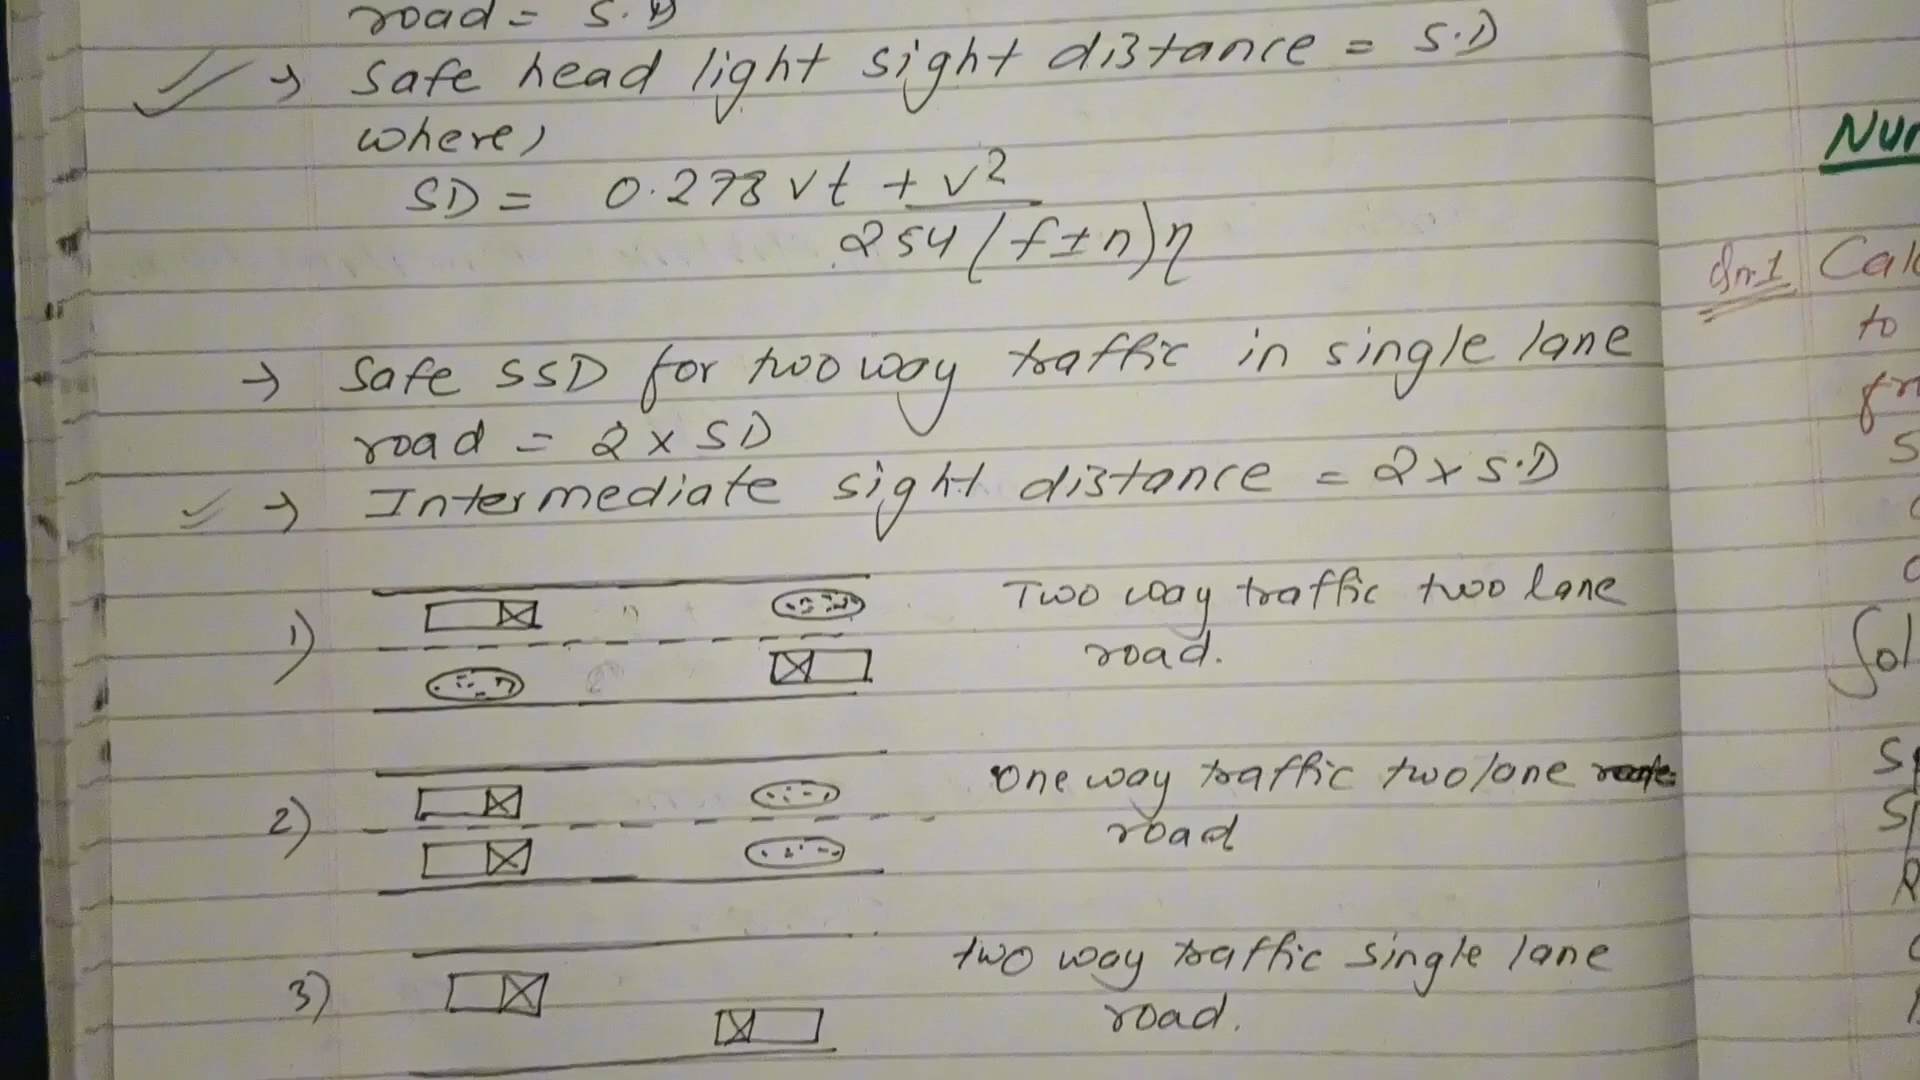 road = S.D
→ Safe head light sight distance = S.D
where,
SD = 0.278 vt + v²
254 (f±n)η
→ Safe SSD for two way traffic in single lane
road = 2 x SD
→ Intermediate sight distance = 2 x S.D
1) Two way traffic two lane
road.
2) One way traffic two lane
road
3) two way traffic single lane
road.
Qn.1
to
Sol